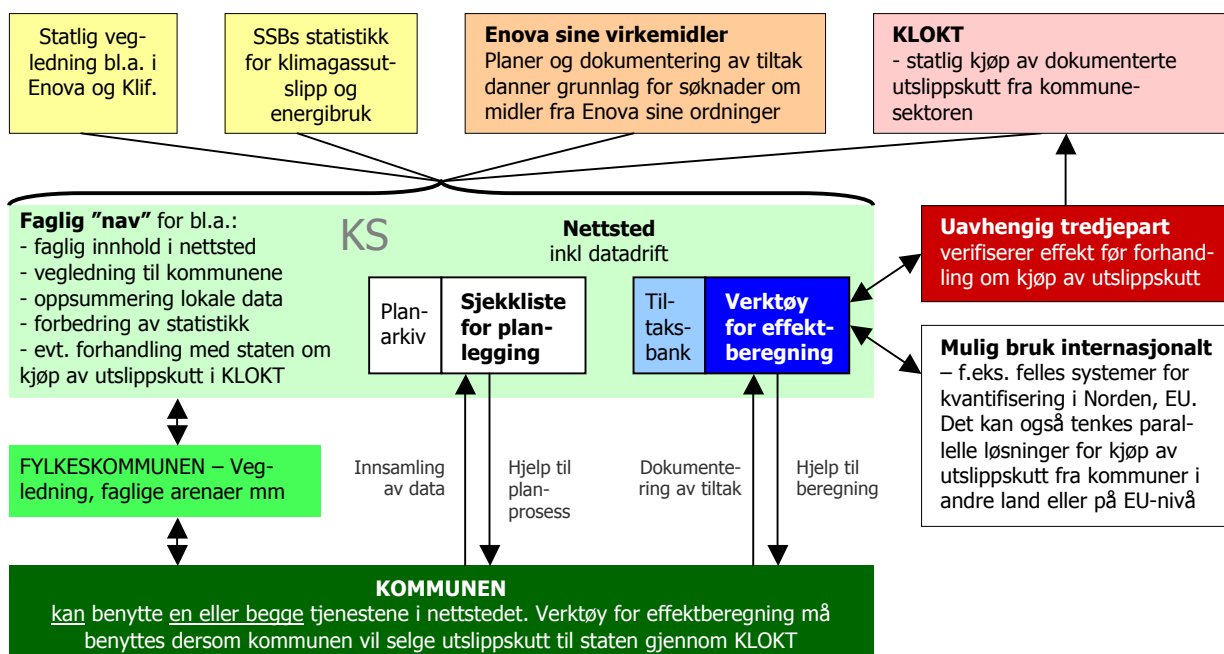 Statlig veg-
ledning bl.a. i
Enova og Klif.
SSBs statistikk
for klimagassut-
slipp og
energibruk
Enova sine virkemidler
Planer og dokumentering av tiltak
danner grunnlag for søknader om
midler fra Enova sine ordninger
KLOKT
- statlig kjøp av dokumenterte
utslippskutt fra kommune-
sektoren
Faglig ”nav” for bl.a.:
- faglig innhold i nettsted
- vegledning til kommunene
- oppsummering lokale data
- forbedring av statistikk
- evt. forhandling med staten om
kjøp av utslippskutt i KLOKT
KS
Nettsted
inkl datadrift
Plan-
arkiv
Sjekkliste
for plan-
legging
Til-
taks-
bank
Verktøy
for effekt-
beregning
Uavhengig tredjepart
verifiserer effekt før forhand-
ling om kjøp av utslippskutt
Mulig bruk internasjonalt
– f.eks. felles systemer for
kvantifisering i Norden, EU.
Det kan også tenkes paral-
lelle løsninger for kjøp av
utslippskutt fra kommuner i
andre land eller på EU-nivå
FYLKESKOMMUNEN – Veg-
ledning, faglige arenaer mm
Innsamling
av data
Hjelp til
plan-
prosess
Dokumente-
ring av tiltak
Hjelp til
beregning
KOMMUNEN
kan benytte en eller begge tjenestene i nettstedet. Verktøy for effektberegning må
benyttes dersom kommunen vil selge utslippskutt til staten gjennom KLOKT